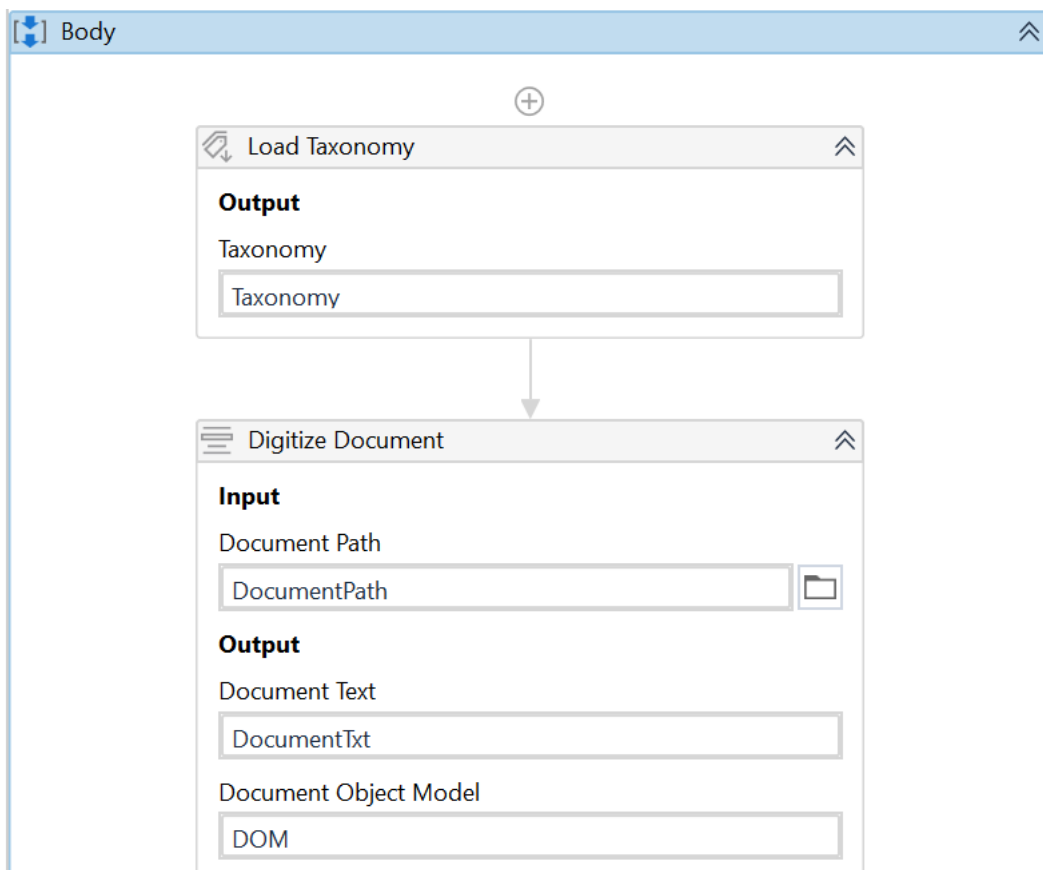 Body
Load Taxonomy
Output
Taxonomy
Taxonomy
Digitize Document
Input
Document Path
DocumentPath
Output
Document Text
DocumentTxt
Document Object Model
DOM